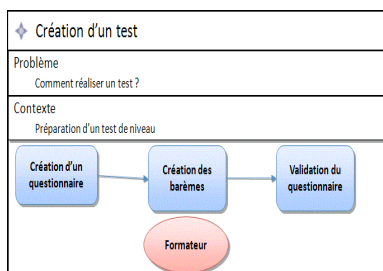 Création d'un test
Problème
Comment réaliser un test ?
Contexte
Préparation d'un test de niveau
Création d'un
questionnaire
Création des
barèmes
Validation du
questionnaire
Formateur